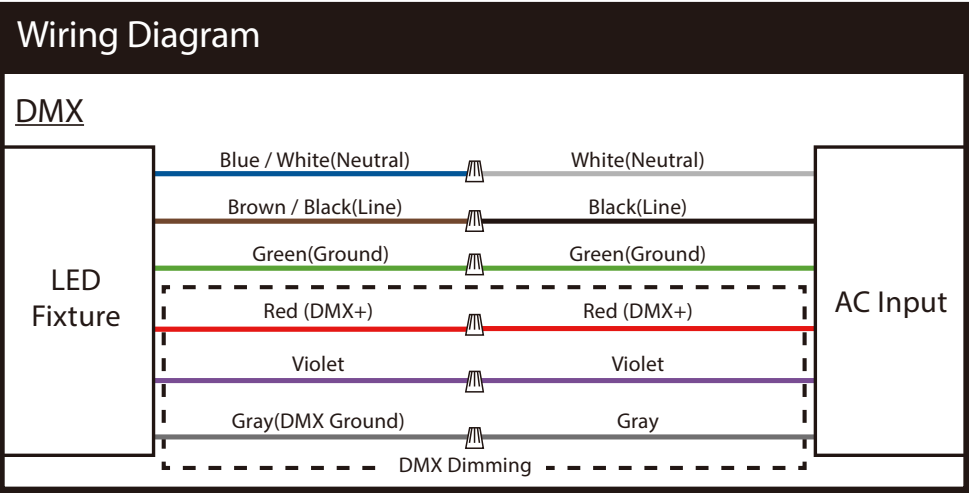 Wiring Diagram
DMX
Blue / White(Neutral) White(Neutral)
Brown / Black(Line) Black(Line)
Green(Ground) Green(Ground)
LED
Fixture
AC Input
Red (DMX+) Red (DMX+)
Violet Violet
Gray(DMX Ground) Gray
DMX Dimming